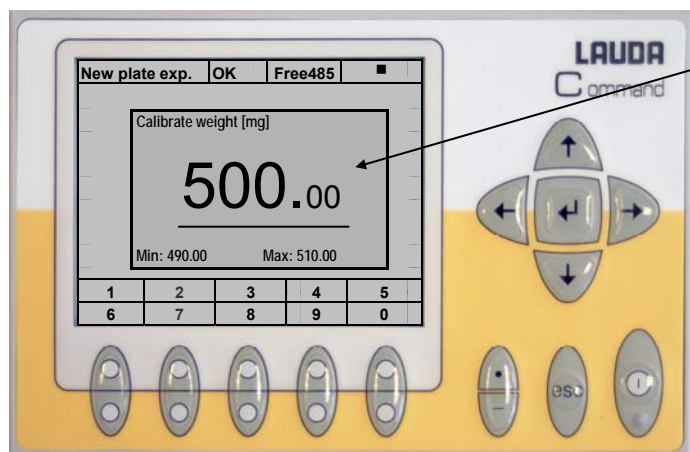 LAUDA
Command
New plate exp. OK Free485
Calibrate weight [mg]
500.00
Min: 490.00 Max: 510.00
1 2 3 4 5
6 7 8 9 0
esc